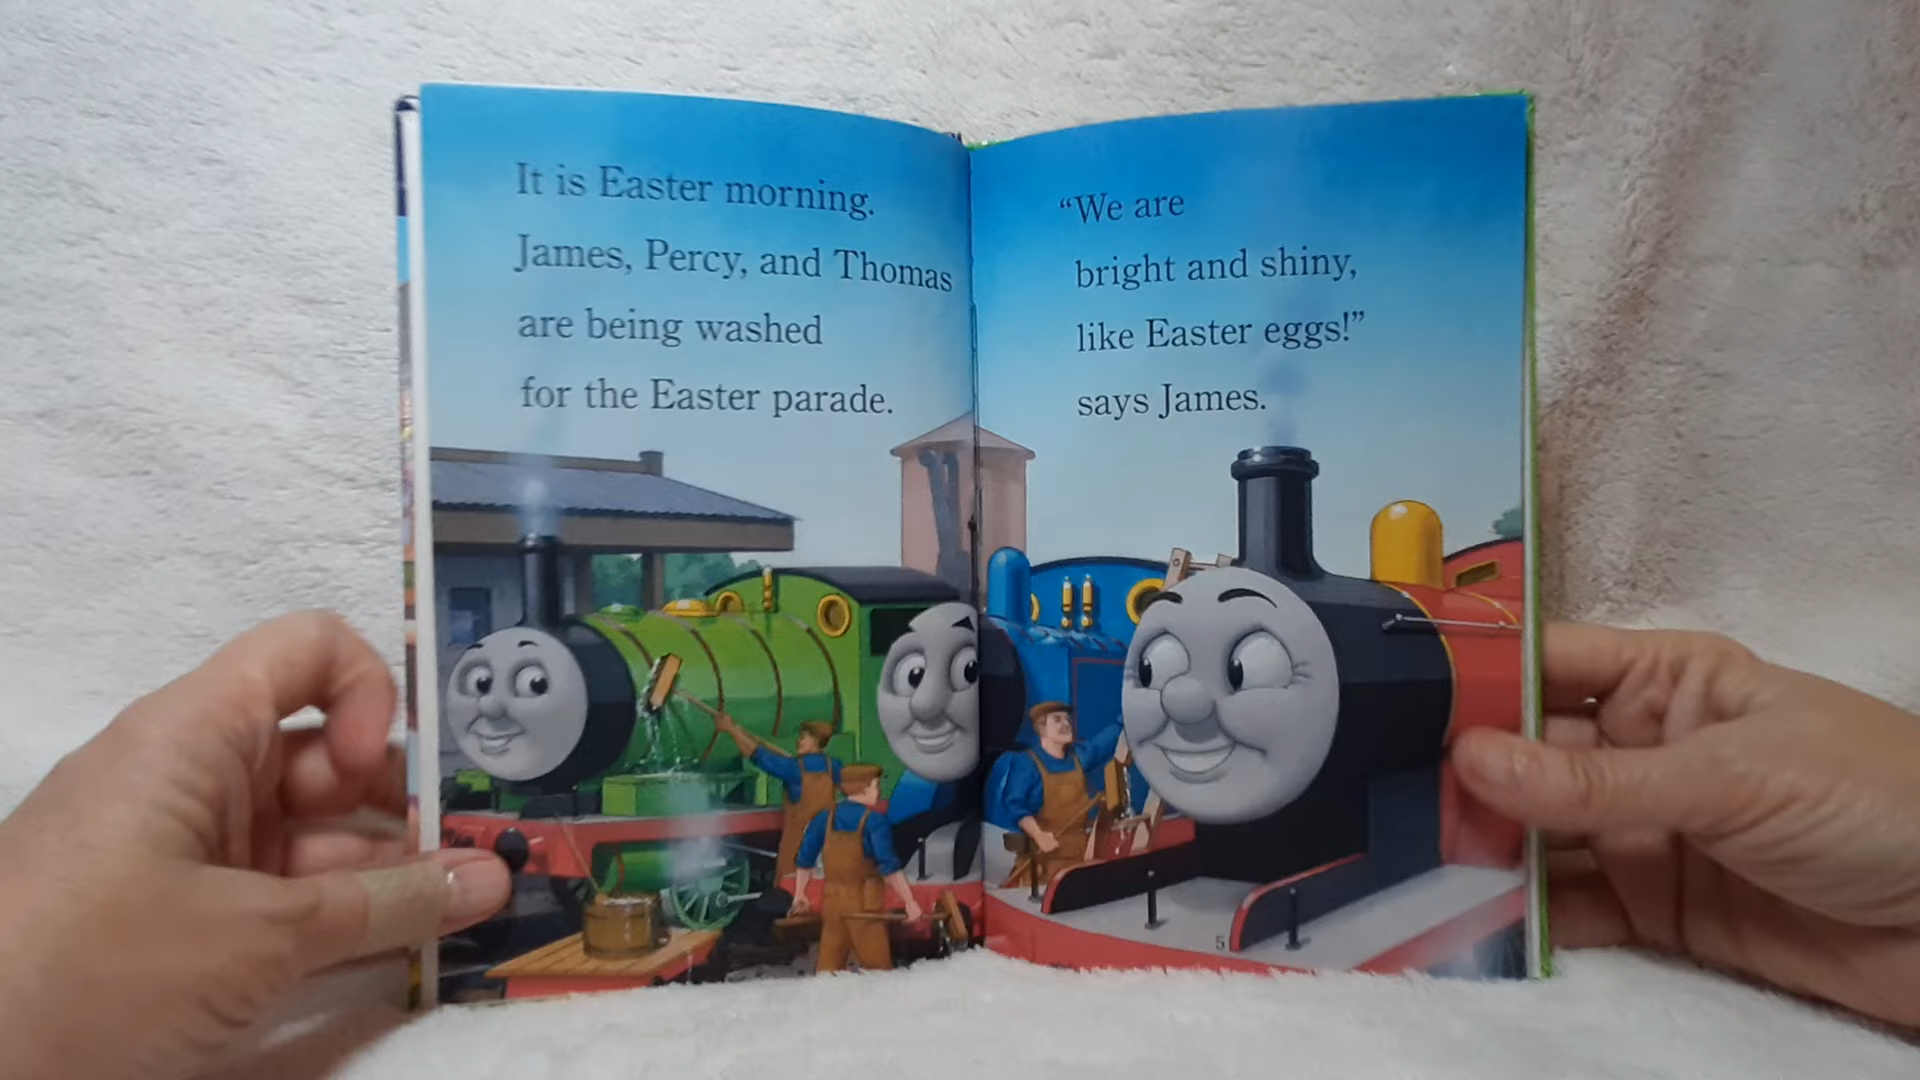 It is Easter morning.
James, Percy, and Thomas
are being washed
for the Easter parade.
“We are
bright and shiny,
like Easter eggs!”
says James.
5